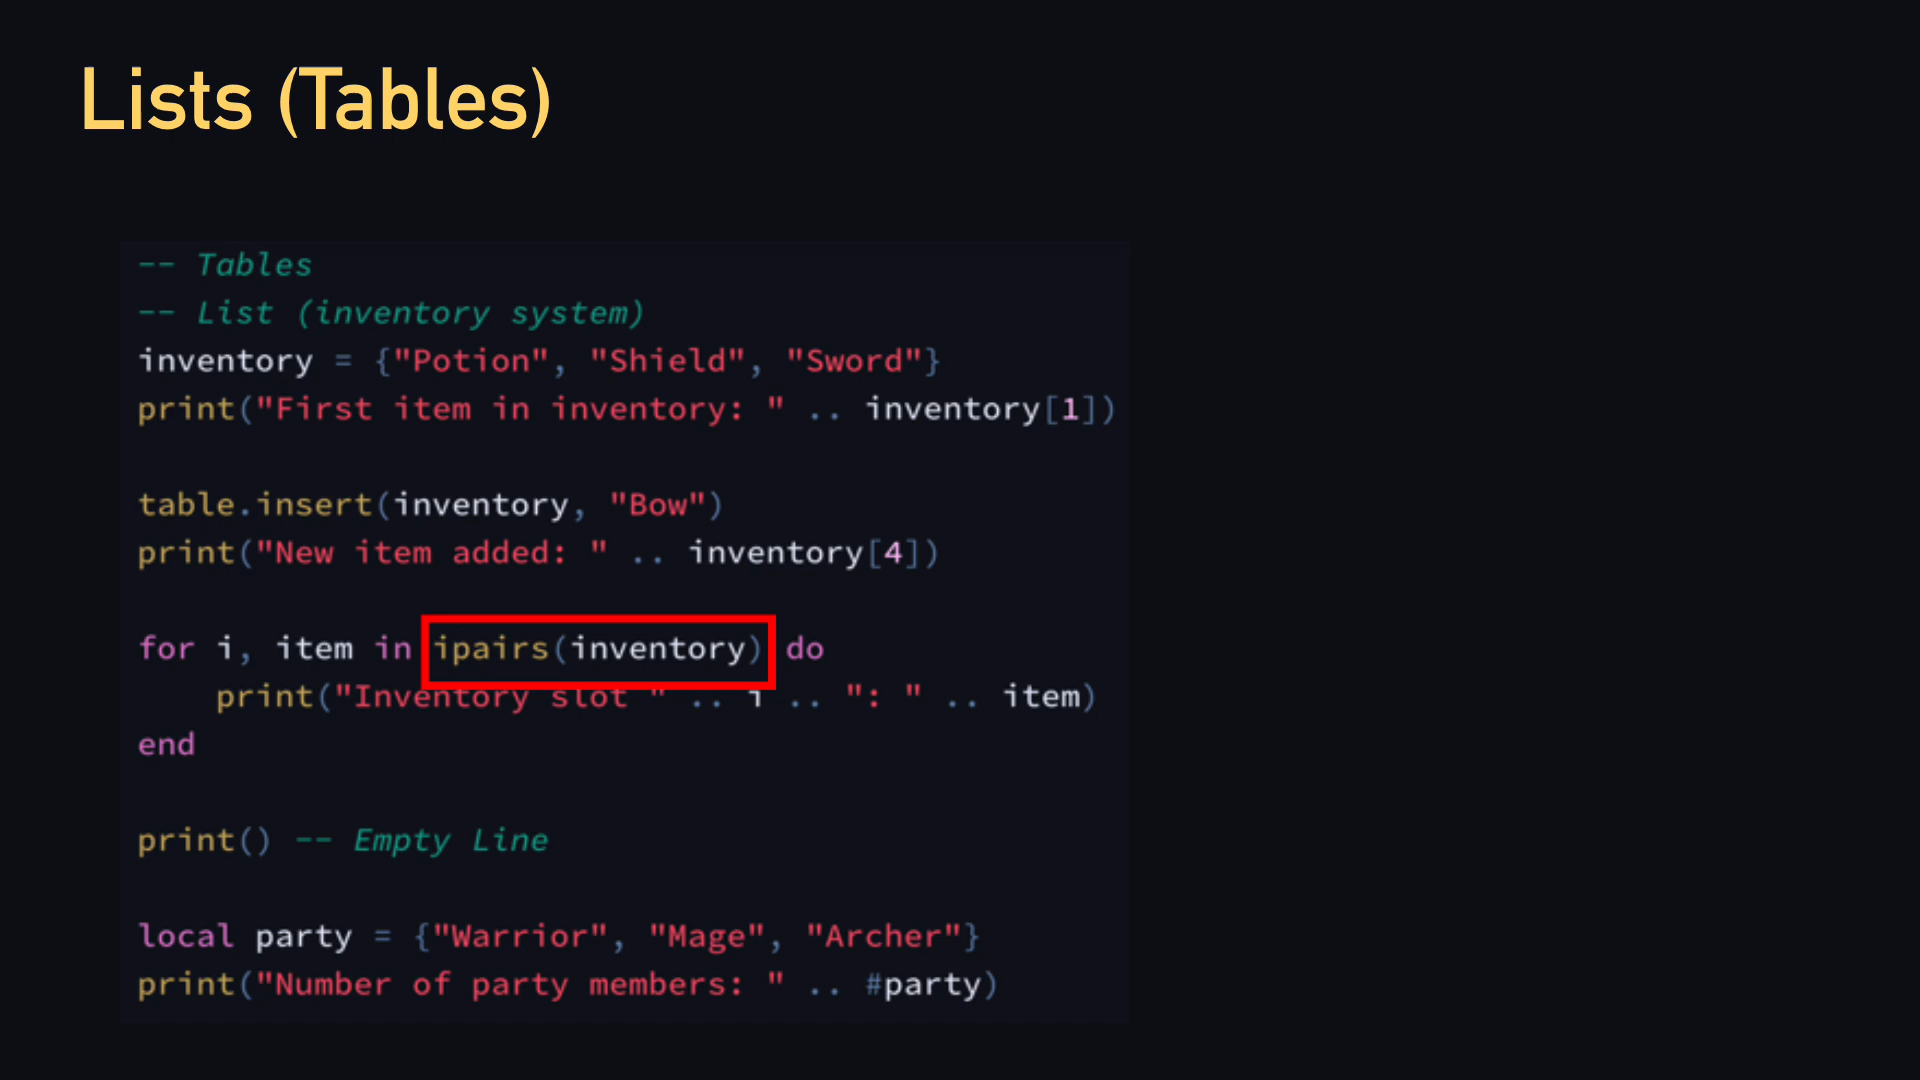 Lists (Tables)
-- Tables
-- List (inventory system)
inventory = {"Potion", "Shield", "Sword"}
print("First item in inventory: " .. inventory[1])
table.insert(inventory, "Bow")
print("New item added: " .. inventory[4])
for i, item in ipairs(inventory) do
    print("Inventory slot " .. i .. ": " .. item)
end
print() -- Empty Line
local party = {"Warrior", "Mage", "Archer"}
print("Number of party members: " .. #party)